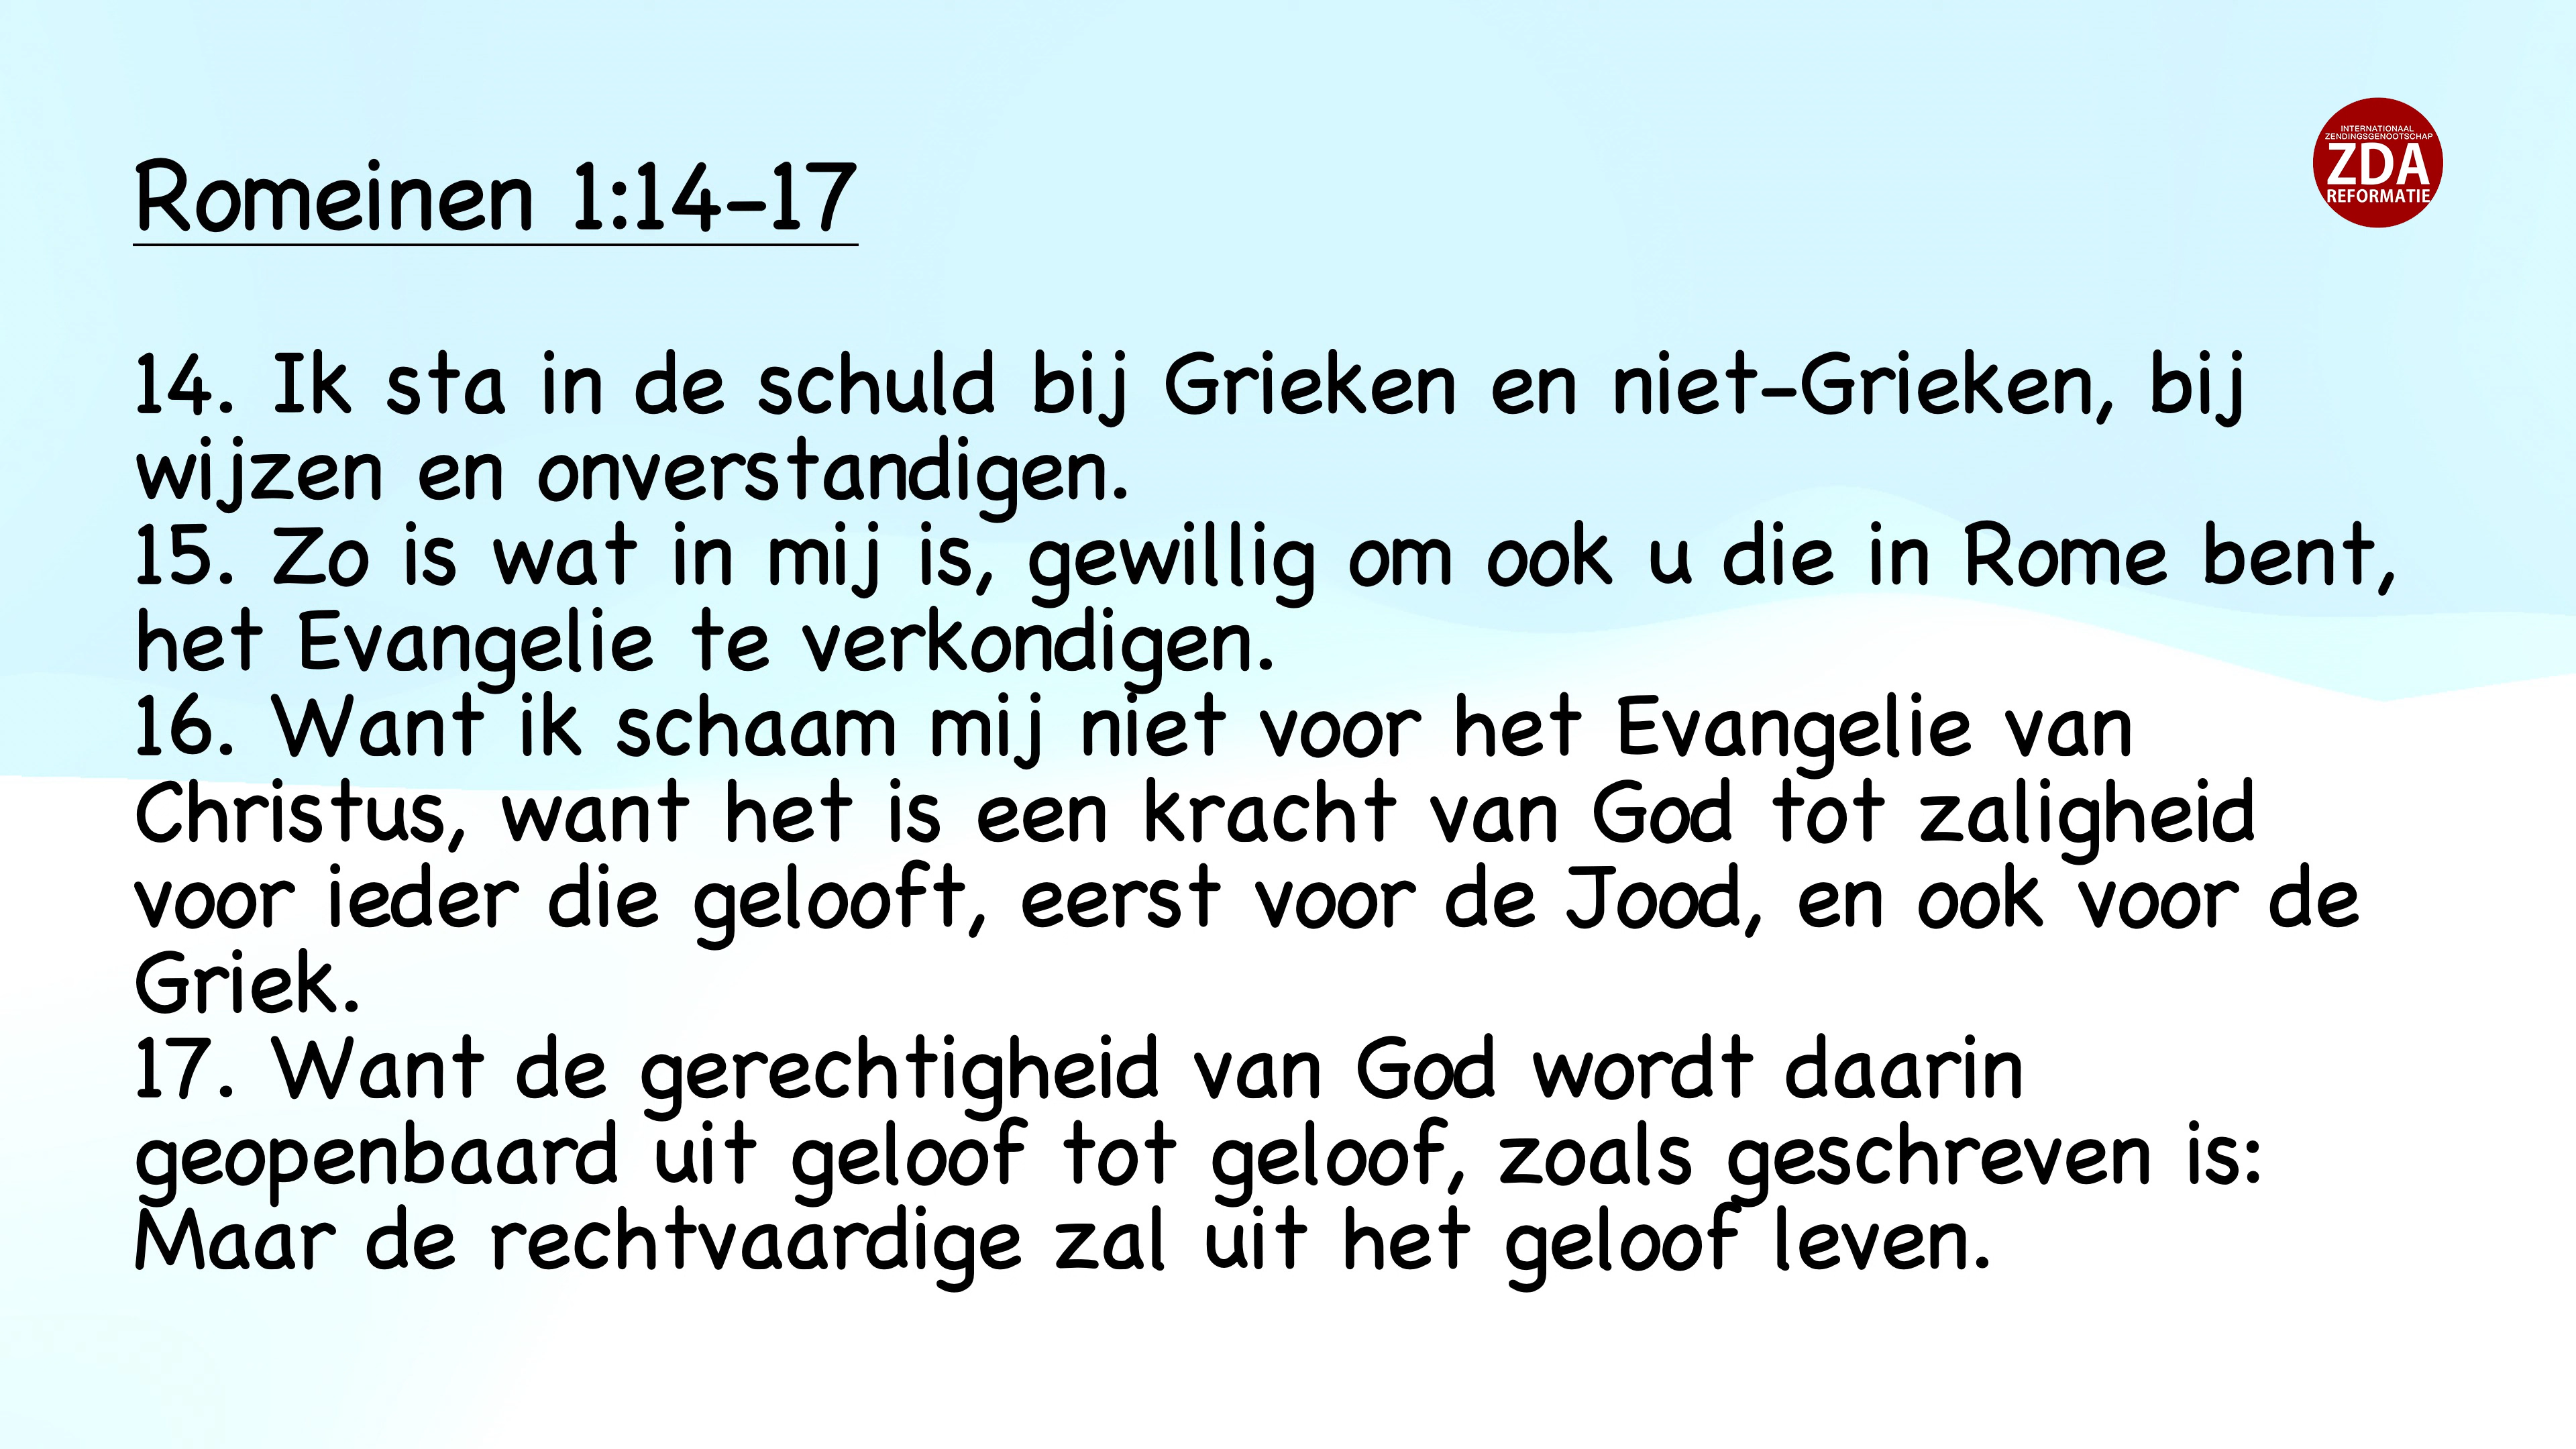 INTERNATIONAAL
ZENDINGSGENOOTSCHAP
ZDA
REFORMATIE
Romeinen 1:14-17
14. Ik sta in de schuld bij Grieken en niet-Grieken, bij
wijzen en onverstandigen.
15. Zo is wat in mij is, gewillig om ook u die in Rome bent,
het Evangelie te verkondigen.
16. Want ik schaam mij niet voor het Evangelie van
Christus, want het is een kracht van God tot zaligheid
voor ieder die gelooft, eerst voor de Jood, en ook voor de
Griek.
17. Want de gerechtigheid van God wordt daarin
geopenbaard uit geloof tot geloof, zoals geschreven is:
Maar de rechtvaardige zal uit het geloof leven.